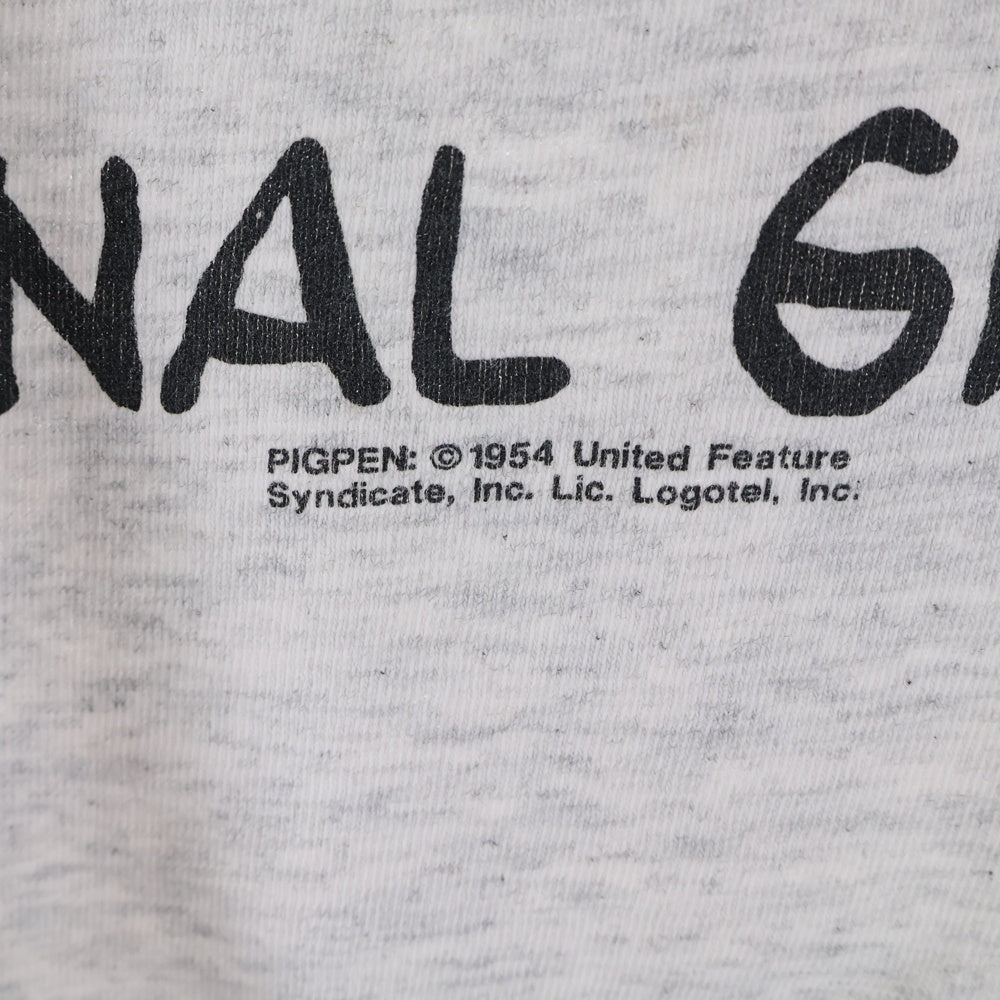 NAL G
PIGPEN: © 1954 United Feature
Syndicate, Inc. Lic. Logotel, Inc.